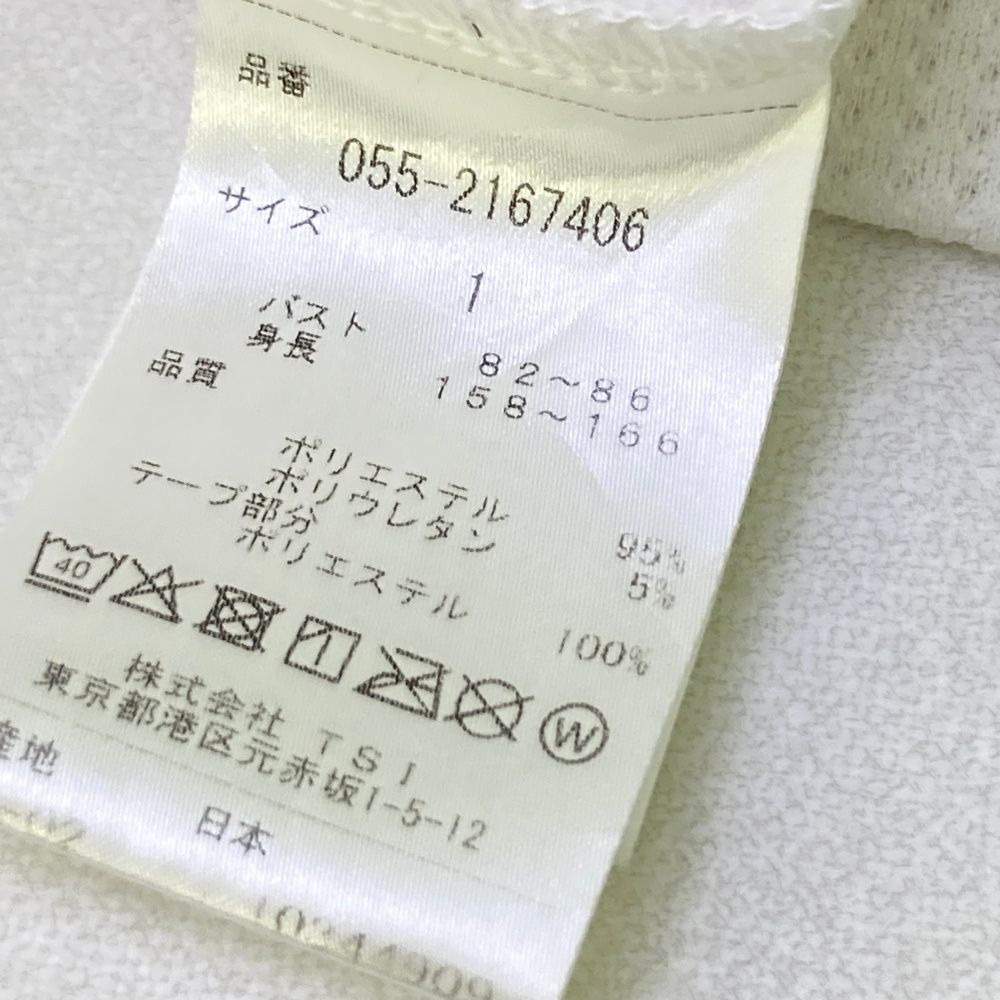 品番
055-2167406
サイズ
1
バスト 82～86
身長 158～166
品質
ポリエステル 95%
ポリウレタン 5%
テープ部分
ポリエステル 100%
40
W
株式会社 TSI
東京都港区元赤坂1-5-12
産地
日本